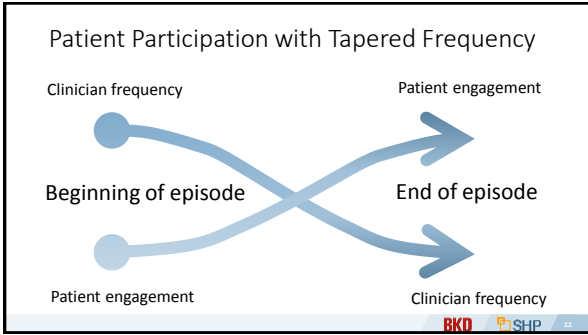 Patient Participation with Tapered Frequency
Clinician frequency
Patient engagement
Beginning of episode
End of episode
Patient engagement
Clinician frequency
BKD
SHP
22